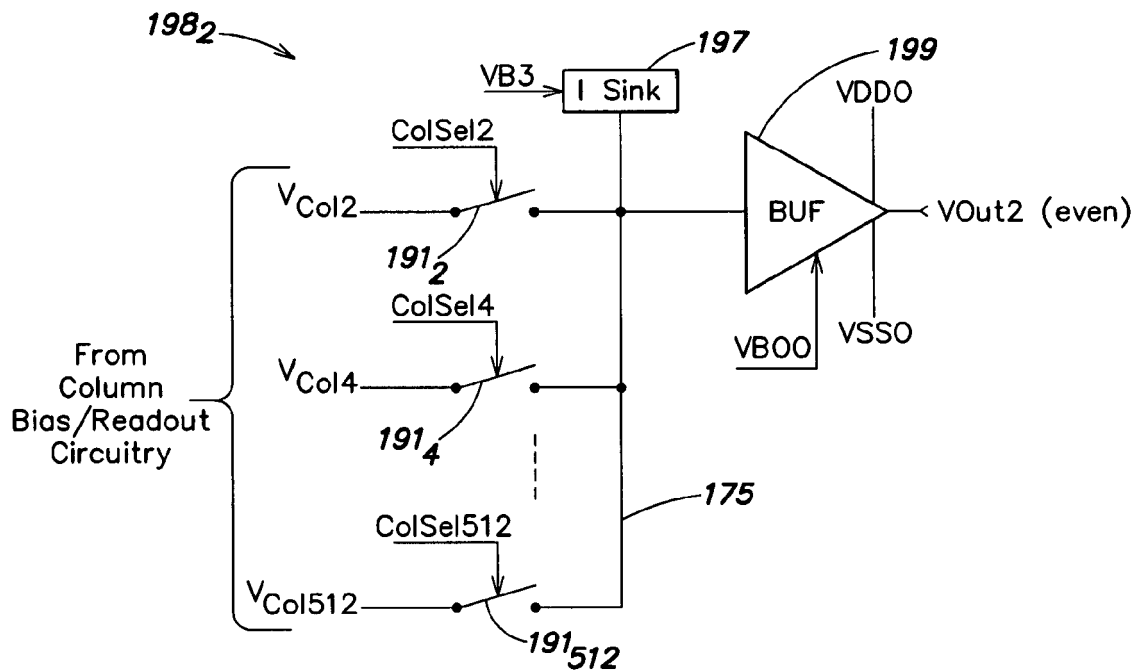 198₂
197
199
VB3
I Sink
VDDO
ColSel2
V_Col2
BUF
VOut2 (even)
191₂
ColSel4
VSSO
VBOO
From
Column
Bias/Readout
Circuitry
V_Col4
191₄
175
ColSel512
V_Col512
191₅₁₂